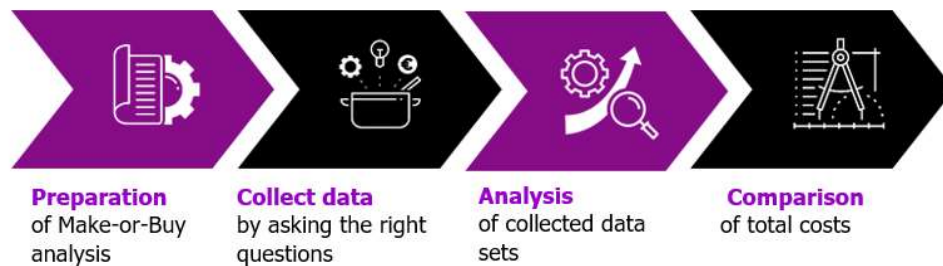 Preparation
of Make-or-Buy
analysis
Collect data
by asking the right
questions
Analysis
of collected data
sets
Comparison
of total costs